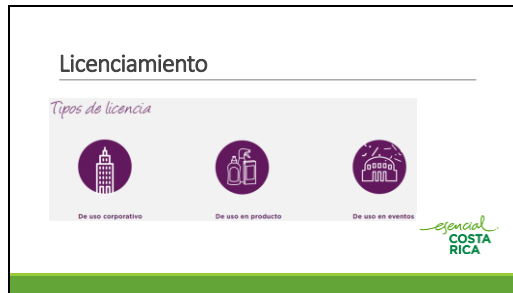 Licenciamiento
Tipos de licencia
De uso corporativo
De uso en producto
De uso en eventos
esencial
COSTA
RICA